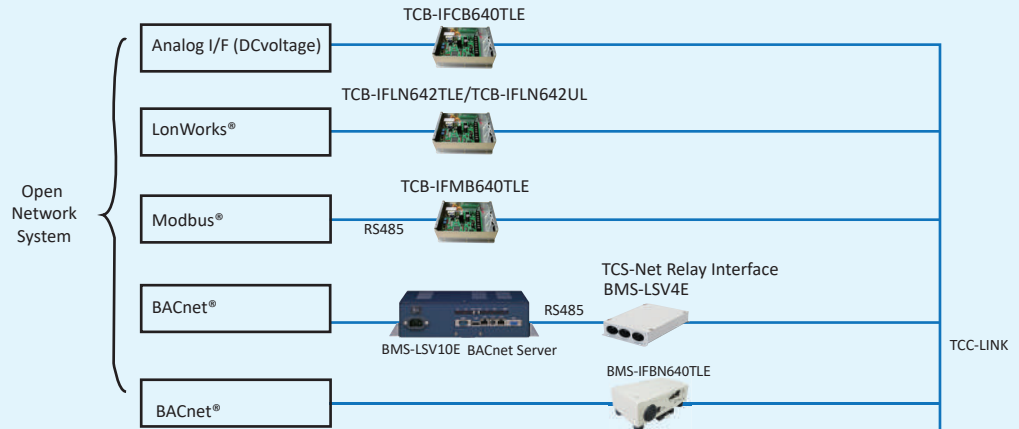 TCB-IFCB640TLE
Analog I/F (DCvoltage)
TCB-IFLN642TLE/TCB-IFLN642UL
LonWorks®
TCB-IFMB640TLE
Open
Network
System
Modbus®
RS485
TCS-Net Relay Interface
BMS-LSV4E
BACnet®
RS485
BMS-LSV10E BACnet Server
TCC-LINK
BMS-IFBN640TLE
BACnet®